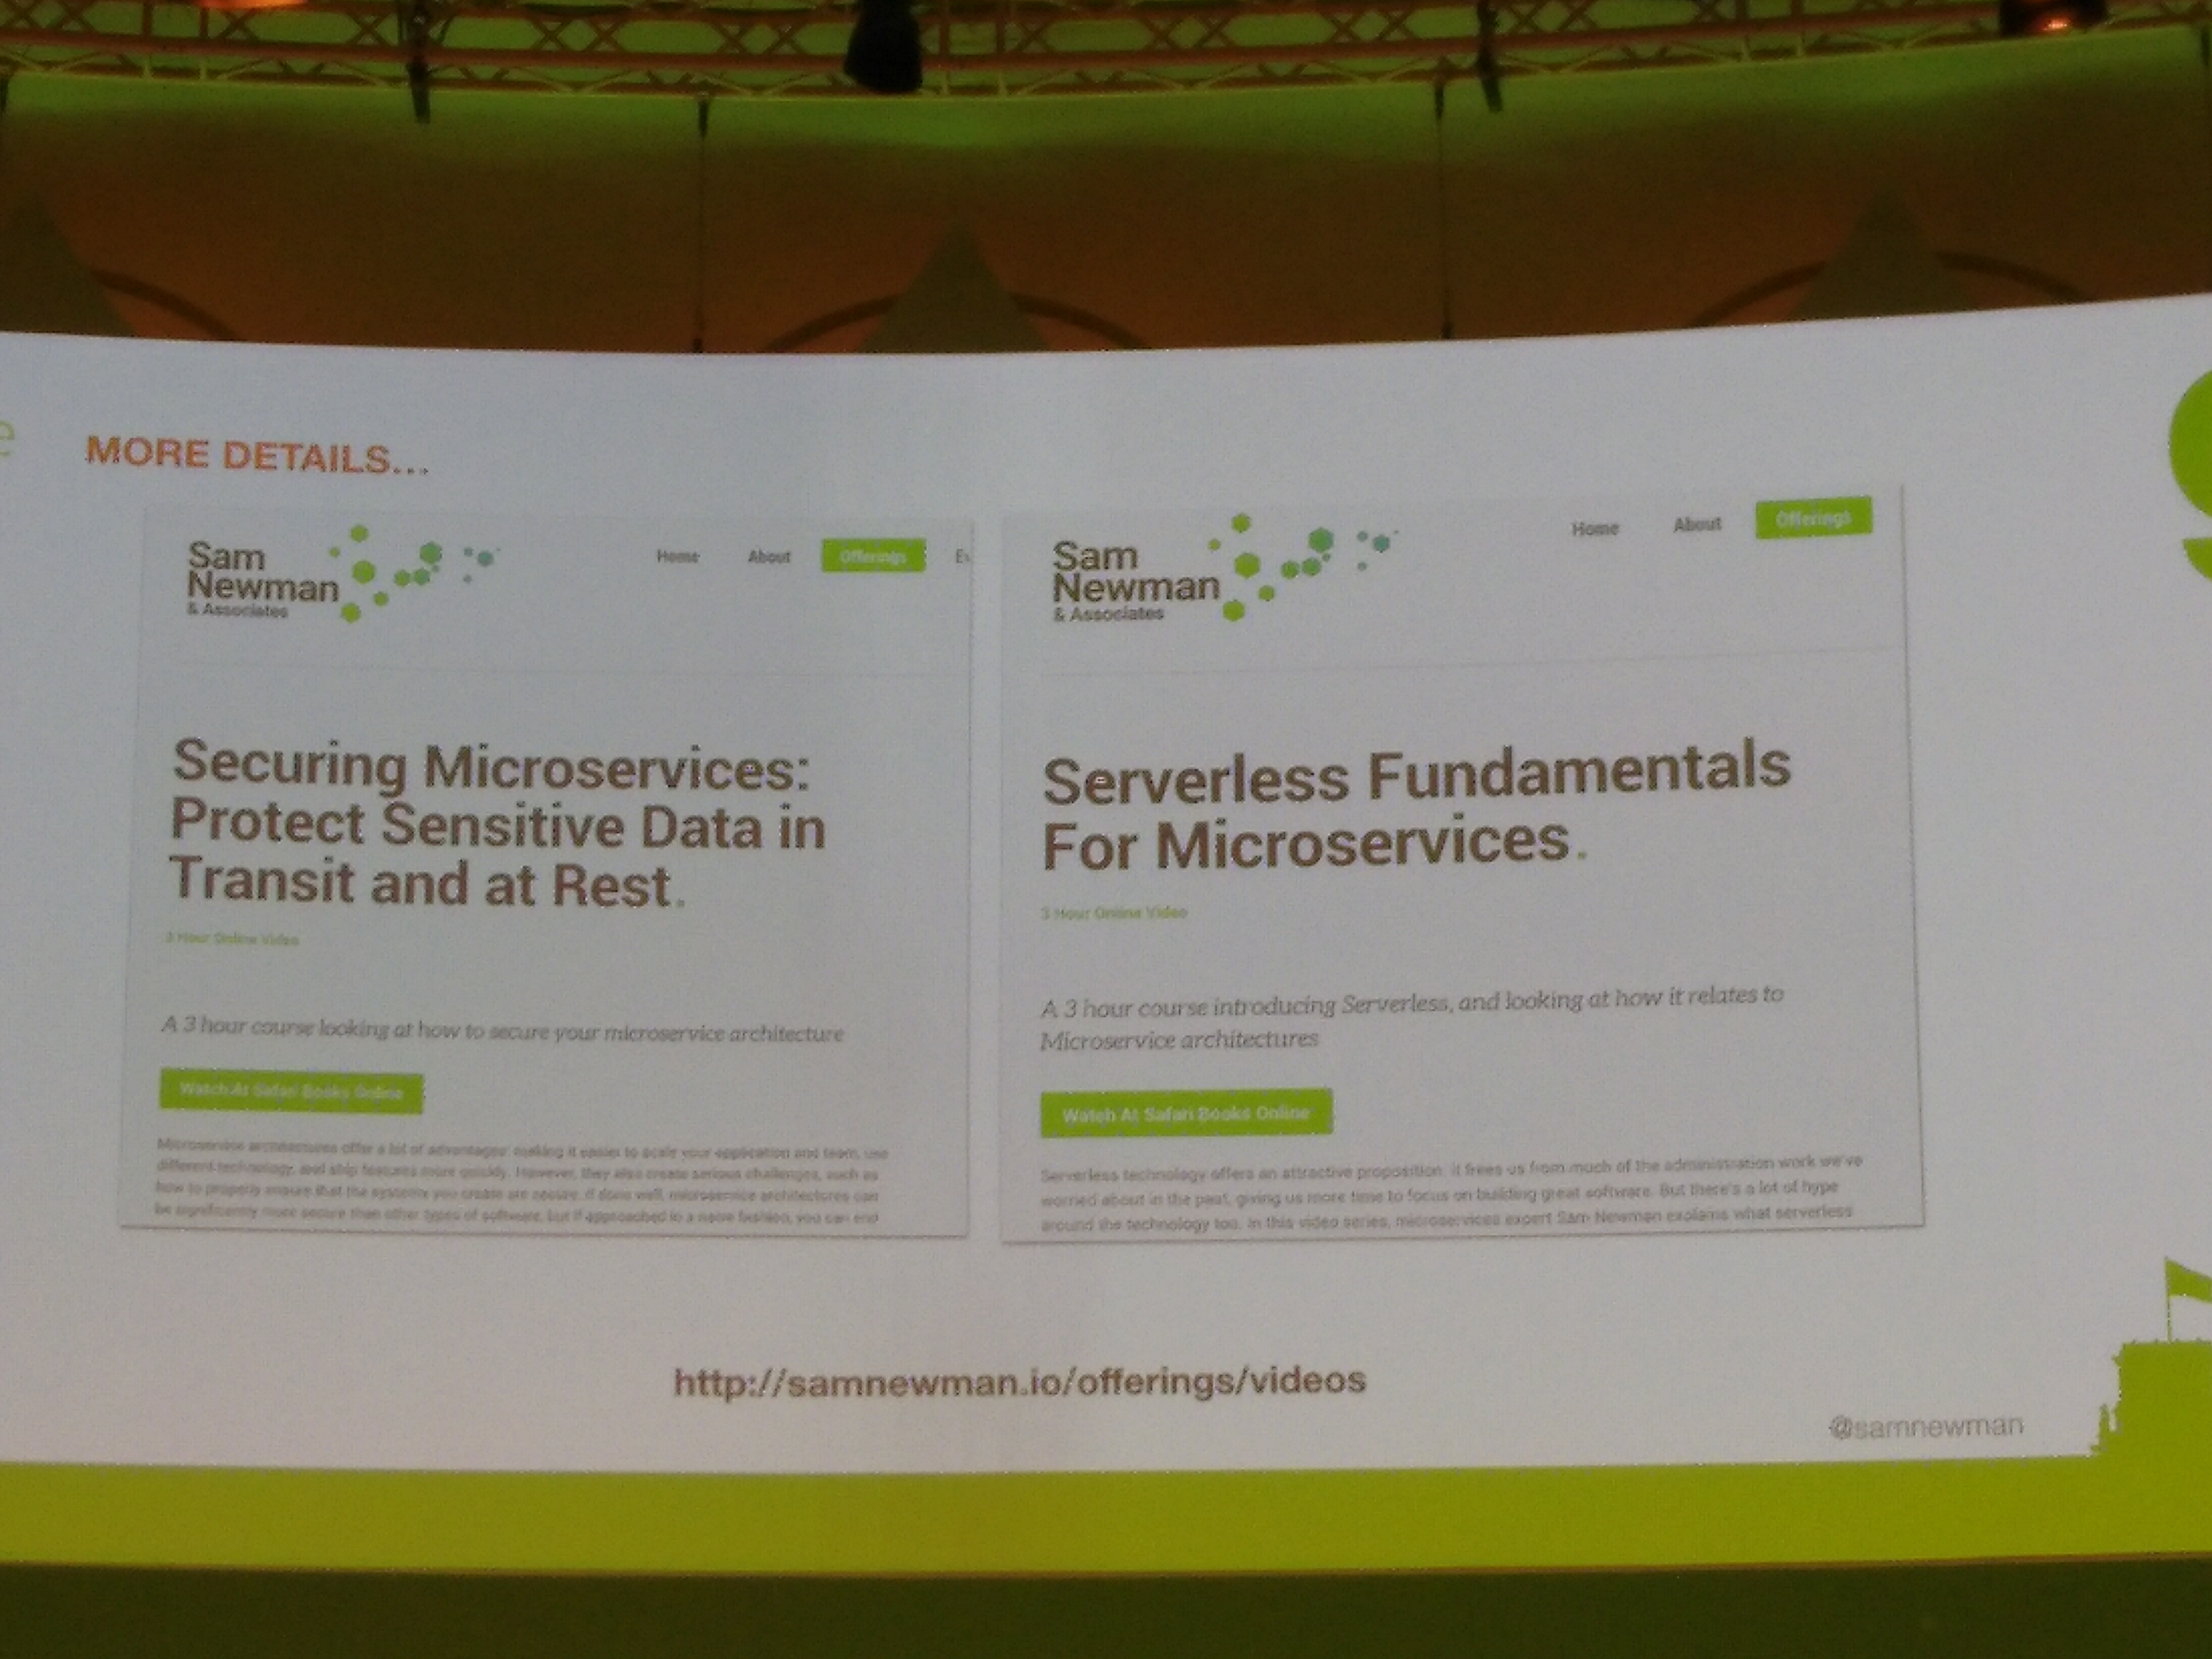 MORE DETAILS...
Sam
Newman
& Associates
Home About Offerings
Securing Microservices:
Protect Sensitive Data in
Transit and at Rest.
3 Hour Online Video
A 3 hour course looking at how to secure your microservice architecture
Watch At Safari Books Online
Microservice architectures offer a lot of advantages: making it easier to scale your application and team, use
different technology, and ship features more quickly. However, they also create serious challenges, such as
how to properly ensure that the systems you create are secure. If done well, microservice architectures can
be significantly more secure than other types of software, but if approached in a naive fashion, you can end
Sam
Newman
& Associates
Home About Offerings
Serverless Fundamentals
For Microservices.
3 Hour Online Video
A 3 hour course introducing Serverless, and looking at how it relates to
Microservice architectures
Watch At Safari Books Online
Serverless technology offers an attractive proposition: it frees us from much of the administration work we've
worried about in the past, giving us more time to focus on building great software. But there's a lot of hype
around the technology too. In this video series, microservices expert Sam Newman explains what serverless
http://samnewman.io/offerings/videos
@samnewman